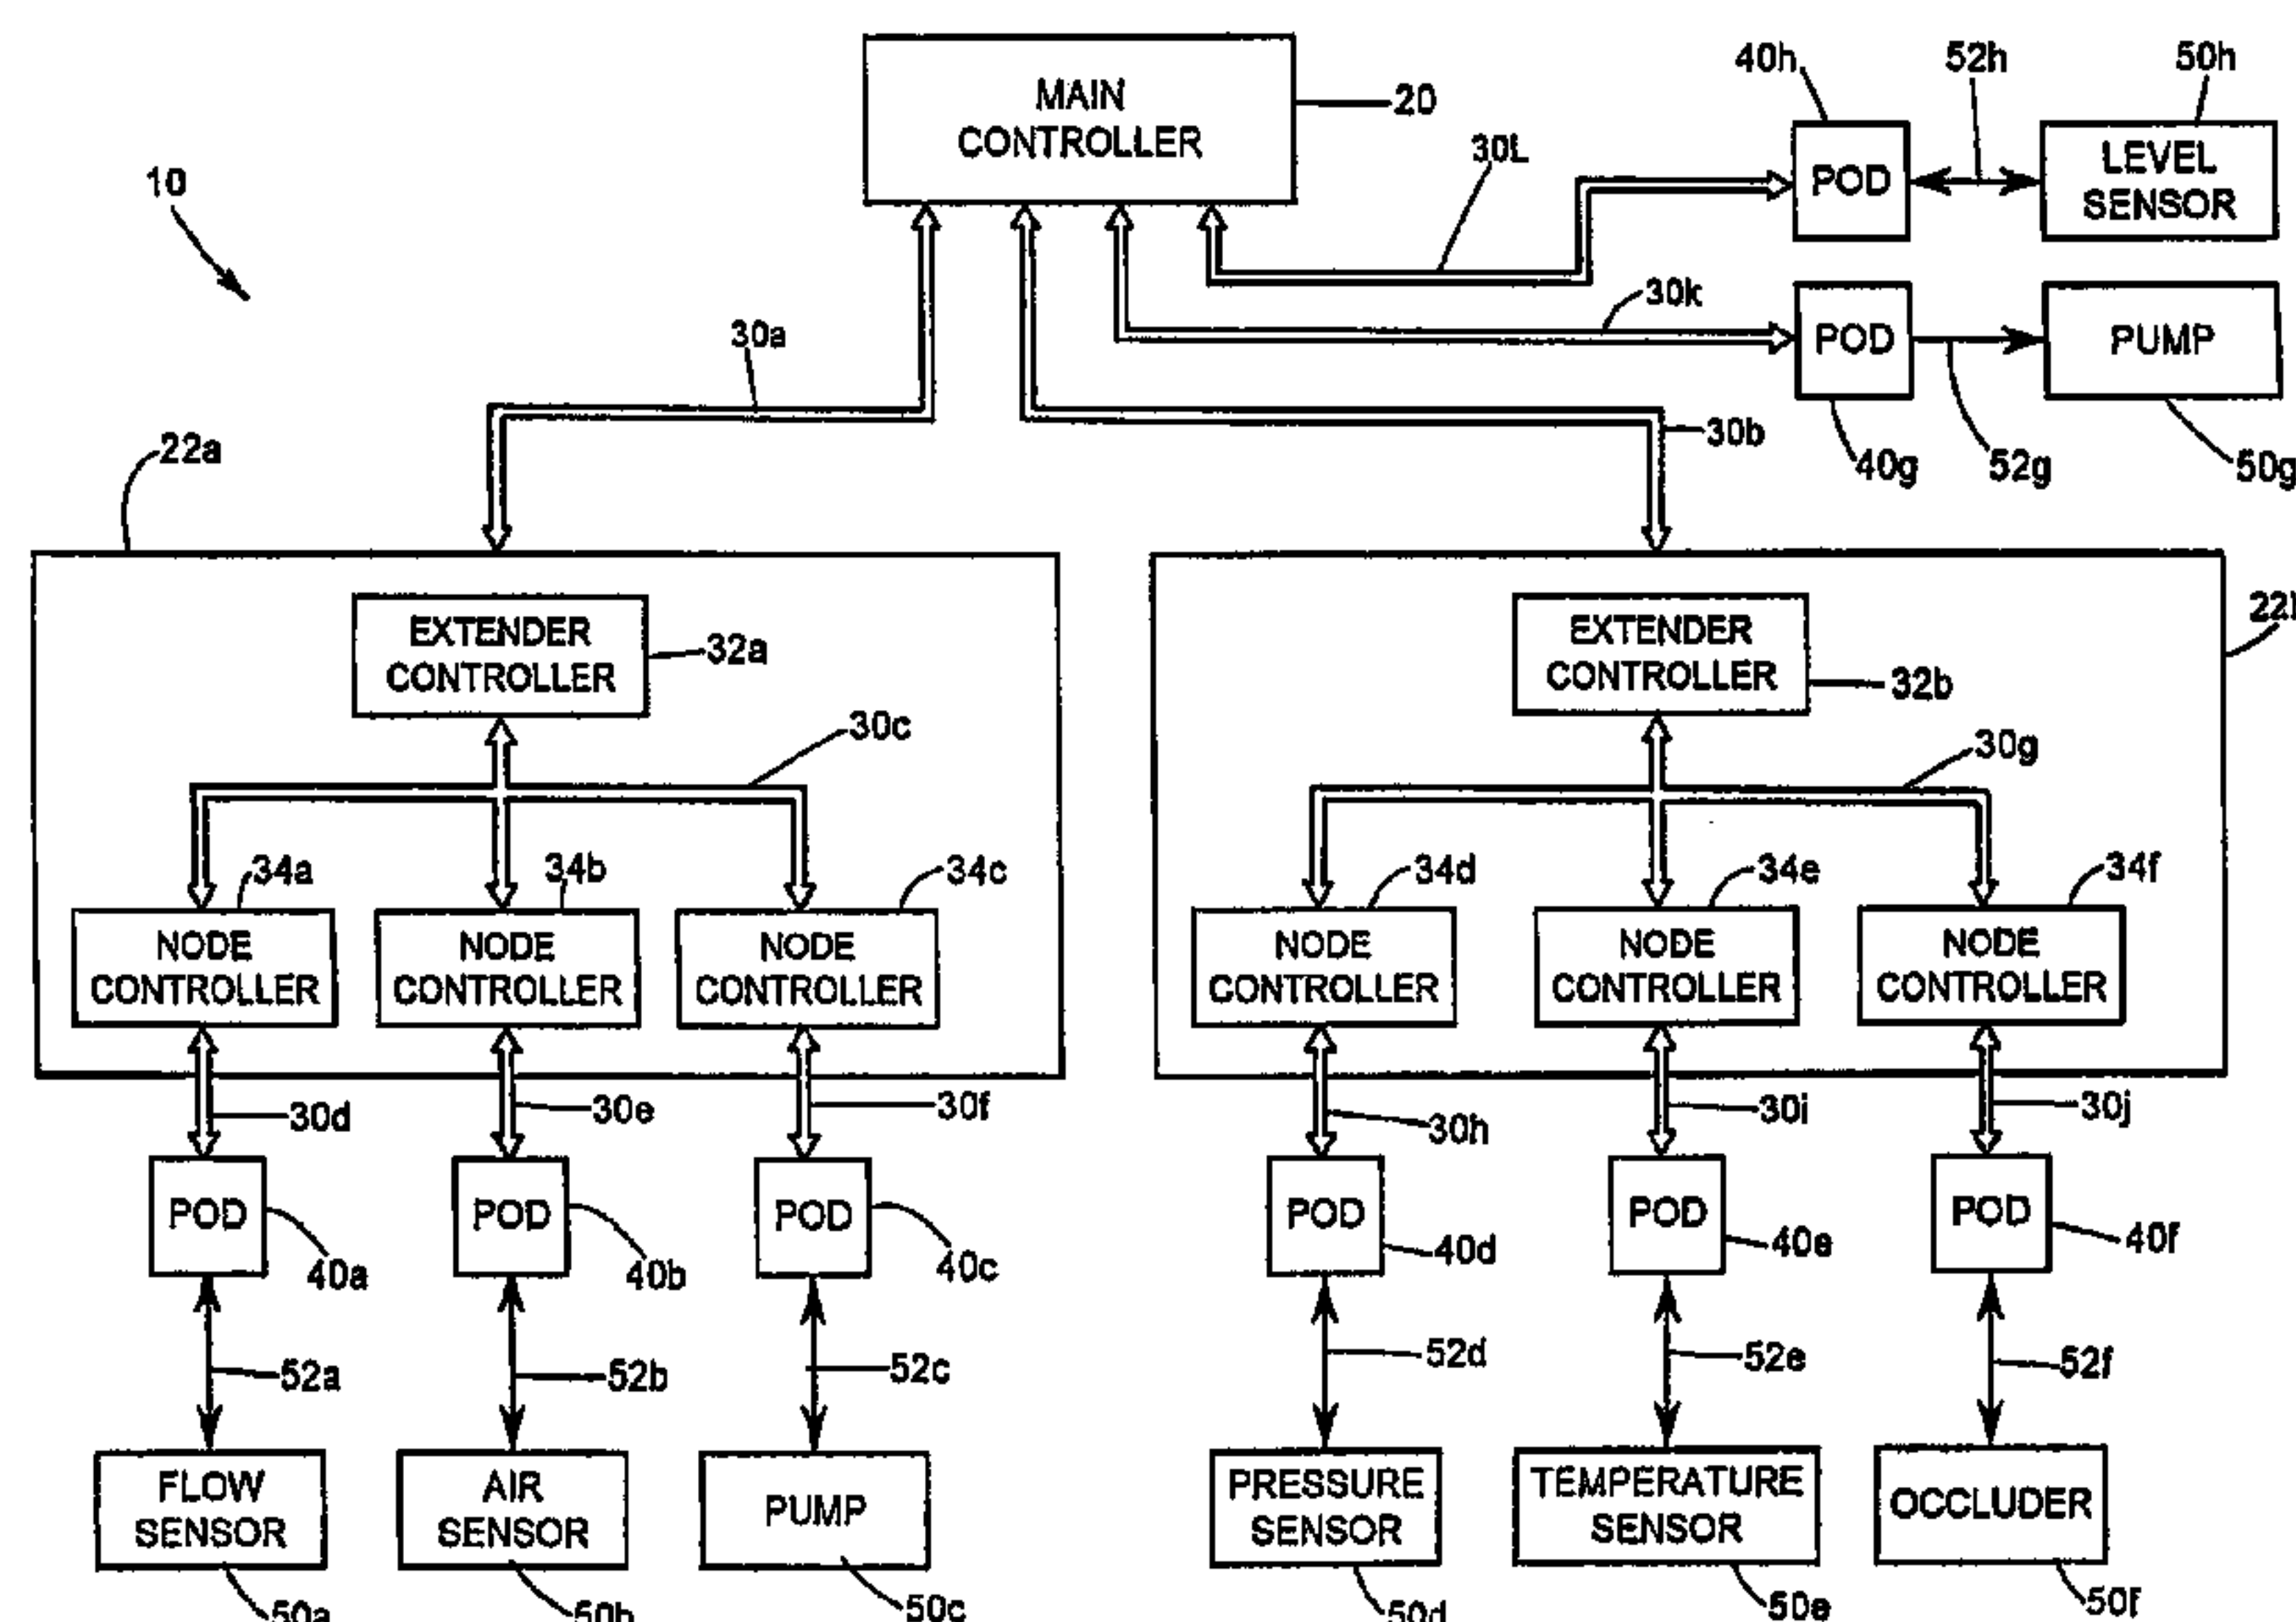 MAIN
CONTROLLER
20
40h
52h
50h
POD
LEVEL
SENSOR
30L
10
30k
POD
PUMP
30a
30b
40g
52g
50g
22a
EXTENDER
CONTROLLER
32a
EXTENDER
CONTROLLER
32b
30c
30g
34a
34b
34c
34d
34e
34f
NODE
CONTROLLER
NODE
CONTROLLER
NODE
CONTROLLER
NODE
CONTROLLER
NODE
CONTROLLER
NODE
CONTROLLER
30d
30e
30f
30h
30i
30j
POD
POD
POD
POD
POD
POD
40a
40b
40c
40d
40e
40f
52a
52b
52c
52d
52e
52f
FLOW
SENSOR
AIR
SENSOR
PUMP
PRESSURE
SENSOR
TEMPERATURE
SENSOR
OCCLUDER
50a
50b
50c
50d
50e
50f